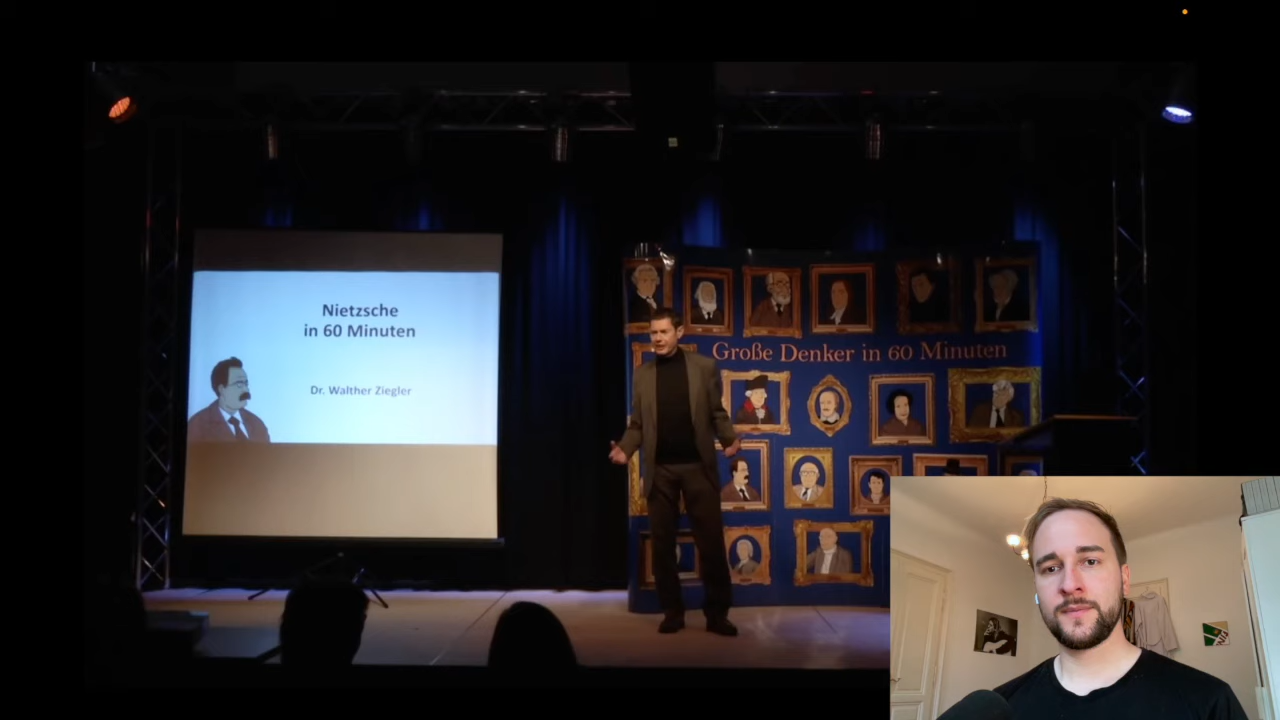 Nietzsche
in 60 Minuten
Dr. Walther Ziegler
Große Denker in 60 Minuten